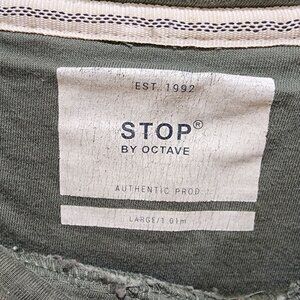 EST. 1992
STOP®
BY OCTAVE
AUTHENTIC PROD
LARGE/1.01m